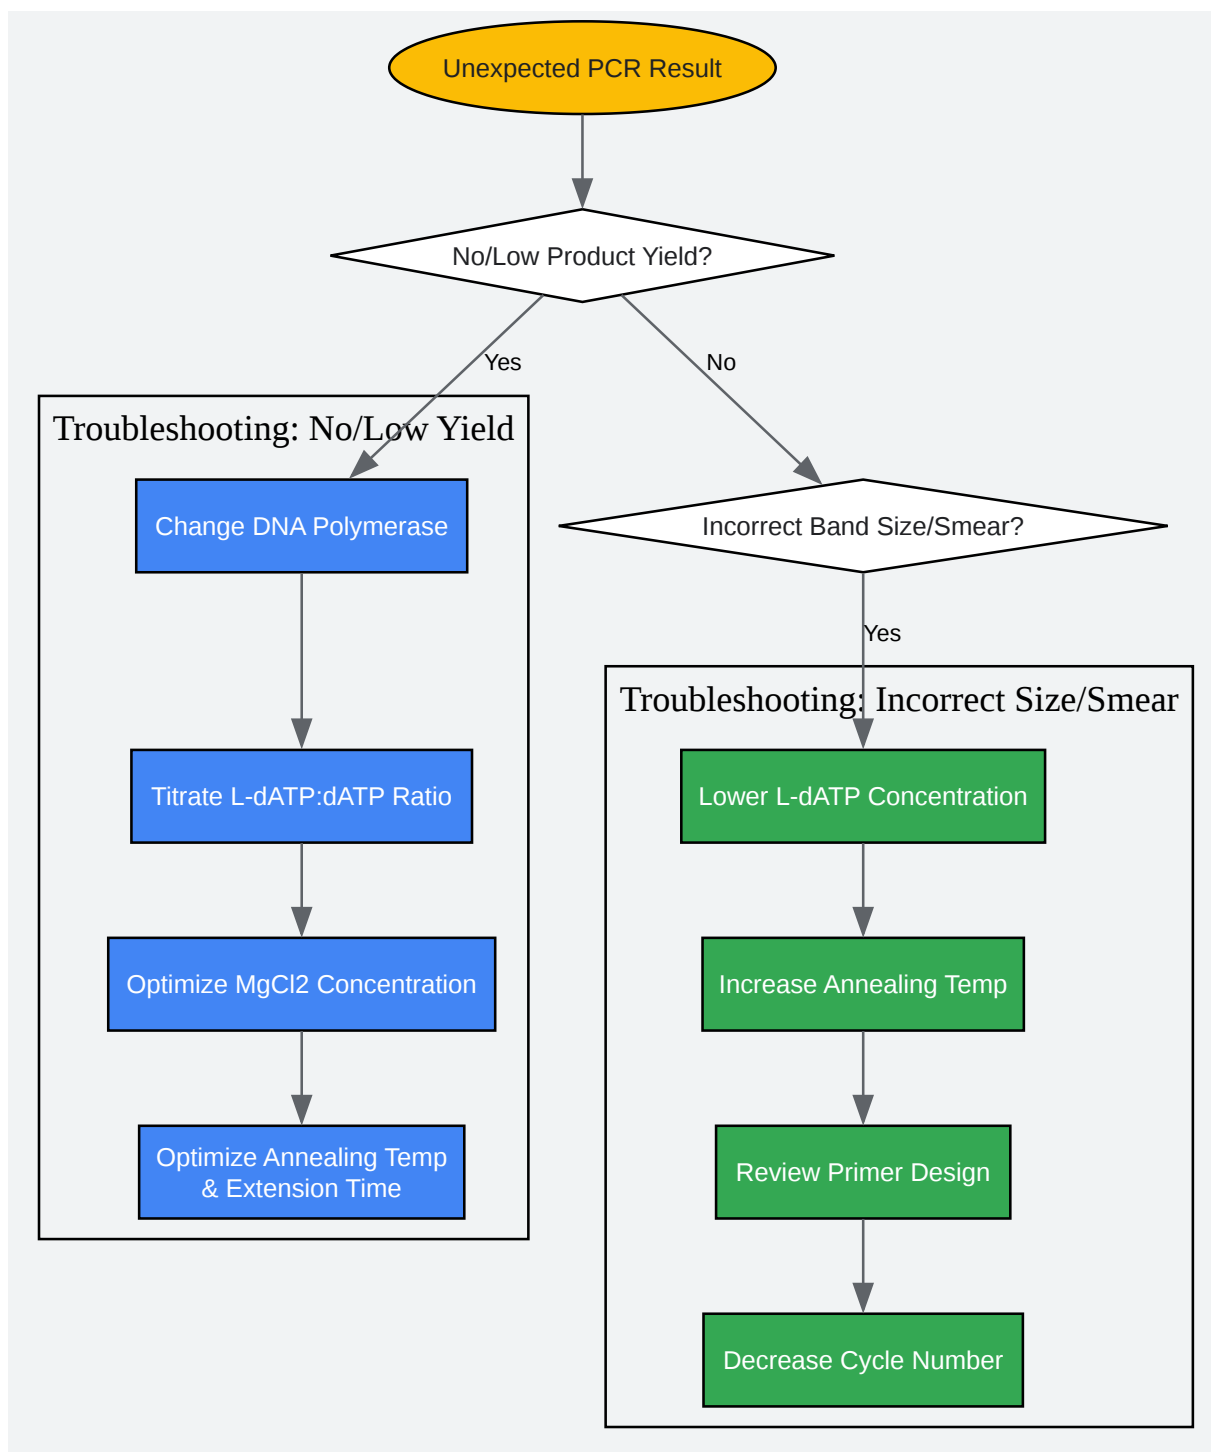 Unexpected PCR Result
No/Low Product Yield?
Yes
No
Troubleshooting: No/Low Yield
Change DNA Polymerase
Titrate L-dATP:dATP Ratio
Optimize MgCl2 Concentration
Optimize Annealing Temp
& Extension Time
Incorrect Band Size/Smear?
Yes
Troubleshooting: Incorrect Size/Smear
Lower L-dATP Concentration
Increase Annealing Temp
Review Primer Design
Decrease Cycle Number